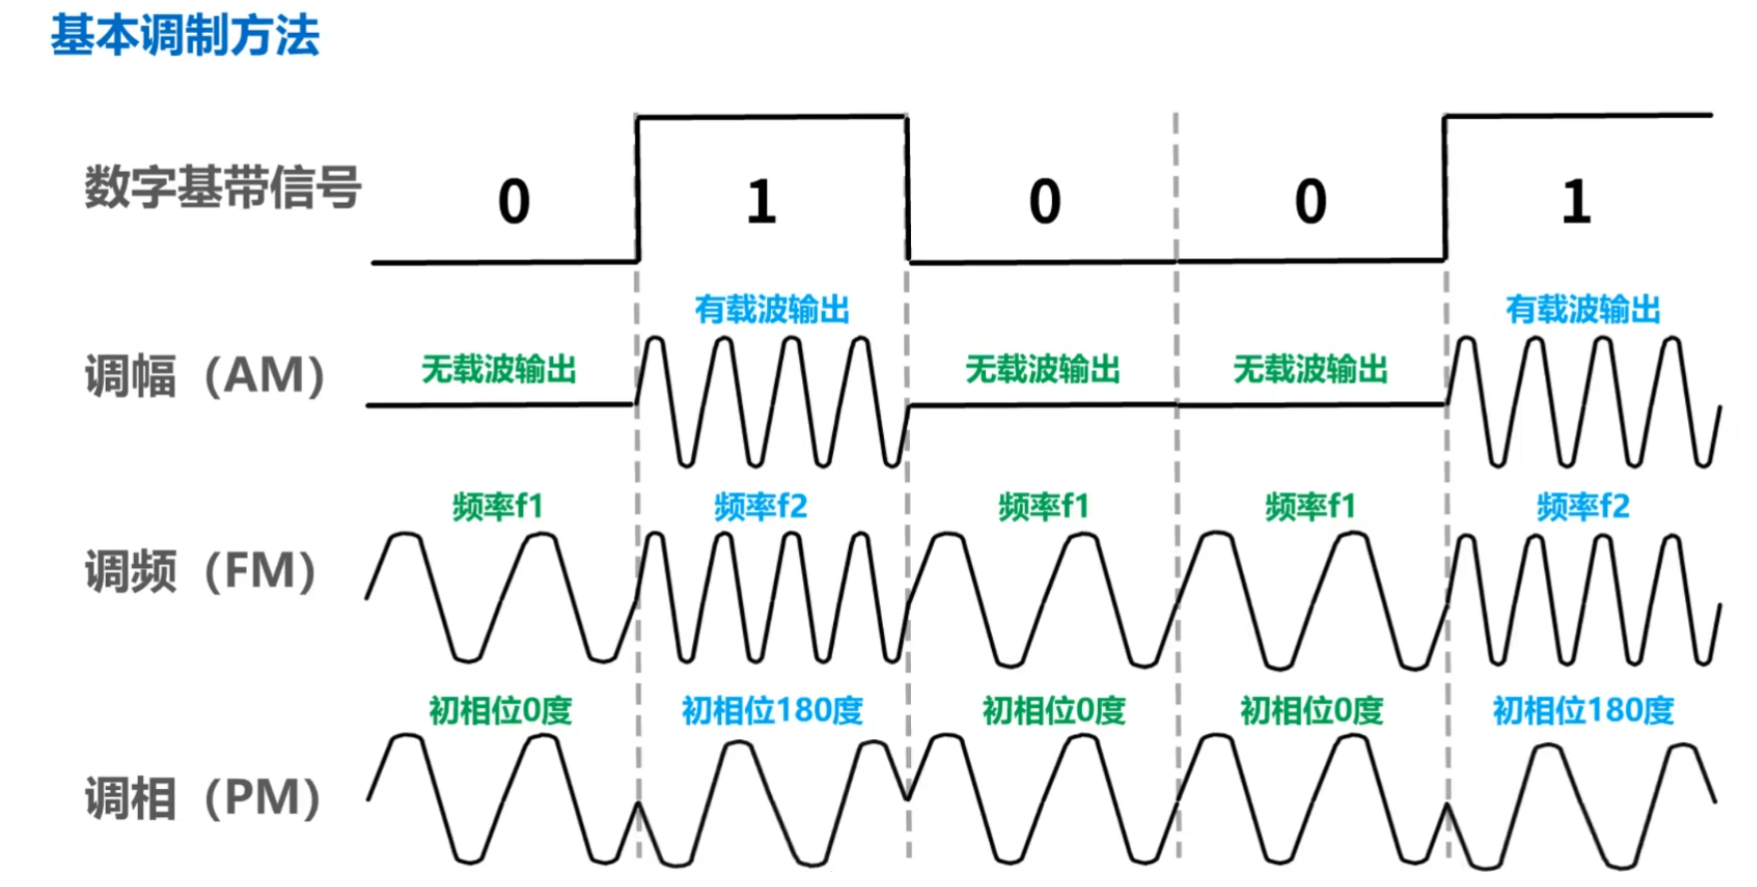 基本调制方法
数字基带信号 0 1 0 0 1
有载波输出 有载波输出
调幅（AM） 无载波输出 无载波输出 无载波输出
频率f1 频率f2 频率f1 频率f1 频率f2
调频（FM）
初相位0度 初相位180度 初相位0度 初相位0度 初相位180度
调相（PM）